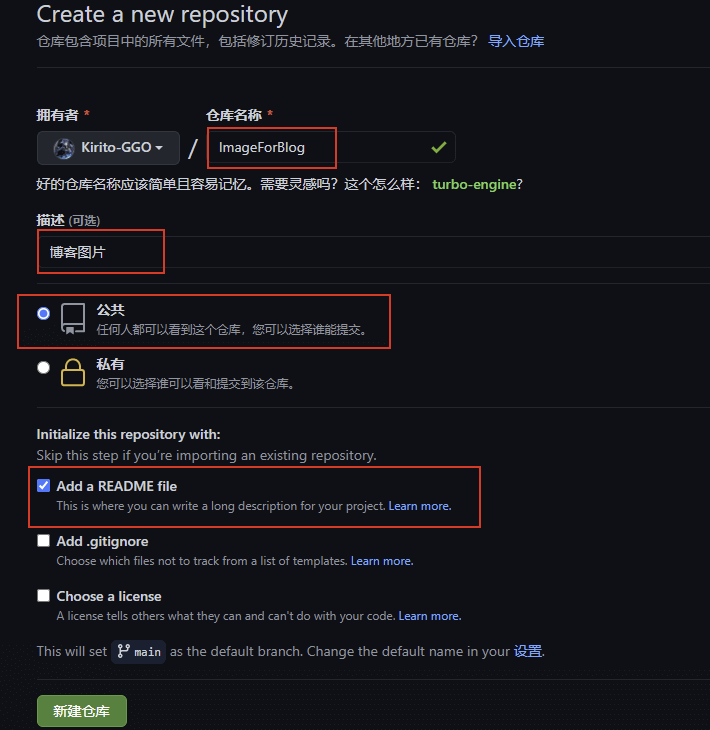 Create a new repository
仓库包含项目中的所有文件，包括修订历史记录。在其他地方已有仓库？ 导入仓库
拥有者 * 仓库名称 *
Kirito-GGO / ImageForBlog
好的仓库名称应该简单且容易记忆。需要灵感吗？这个怎么样： turbo-engine?
描述 (可选)
博客图片
公共
任何人都可以看到这个仓库，您可以选择谁能提交。
私有
您可以选择谁可以看和提交到该仓库。
Initialize this repository with:
Skip this step if you're importing an existing repository.
Add a README file
This is where you can write a long description for your project. Learn more.
Add .gitignore
Choose which files not to track from a list of templates. Learn more.
Choose a license
A license tells others what they can and can't do with your code. Learn more.
This will set main as the default branch. Change the default name in your 设置.
新建仓库